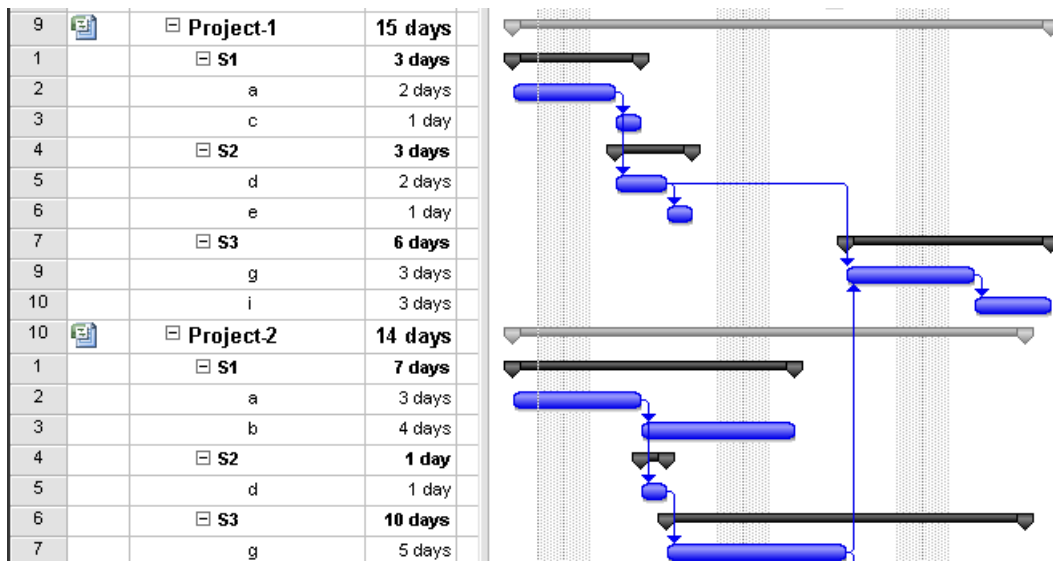 9 Project-1 15 days
1 S1 3 days
2 a 2 days
3 c 1 day
4 S2 3 days
5 d 2 days
6 e 1 day
7 S3 6 days
9 g 3 days
10 i 3 days
10 Project-2 14 days
1 S1 7 days
2 a 3 days
3 b 4 days
4 S2 1 day
5 d 1 day
6 S3 10 days
7 g 5 days